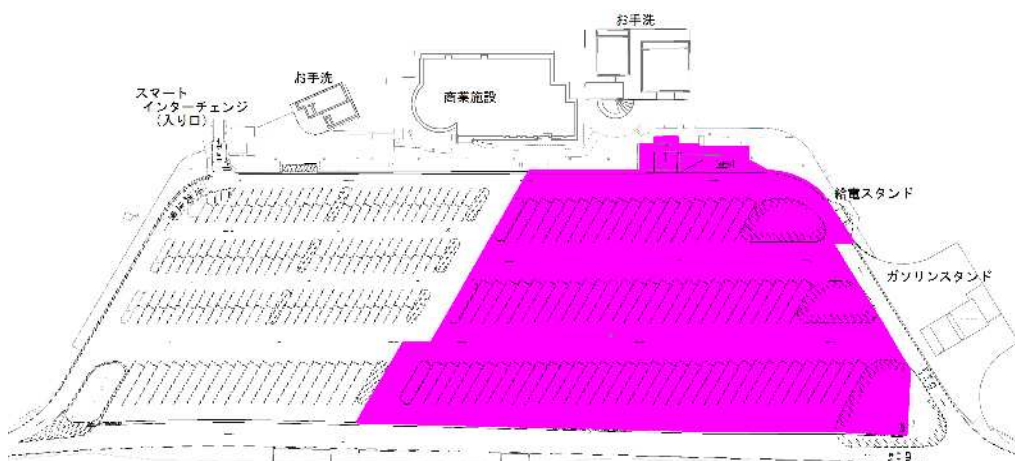 お手洗
お手洗
商業施設
スマート
インターチェンジ
(入り口)
給電スタンド
ガソリンスタンド